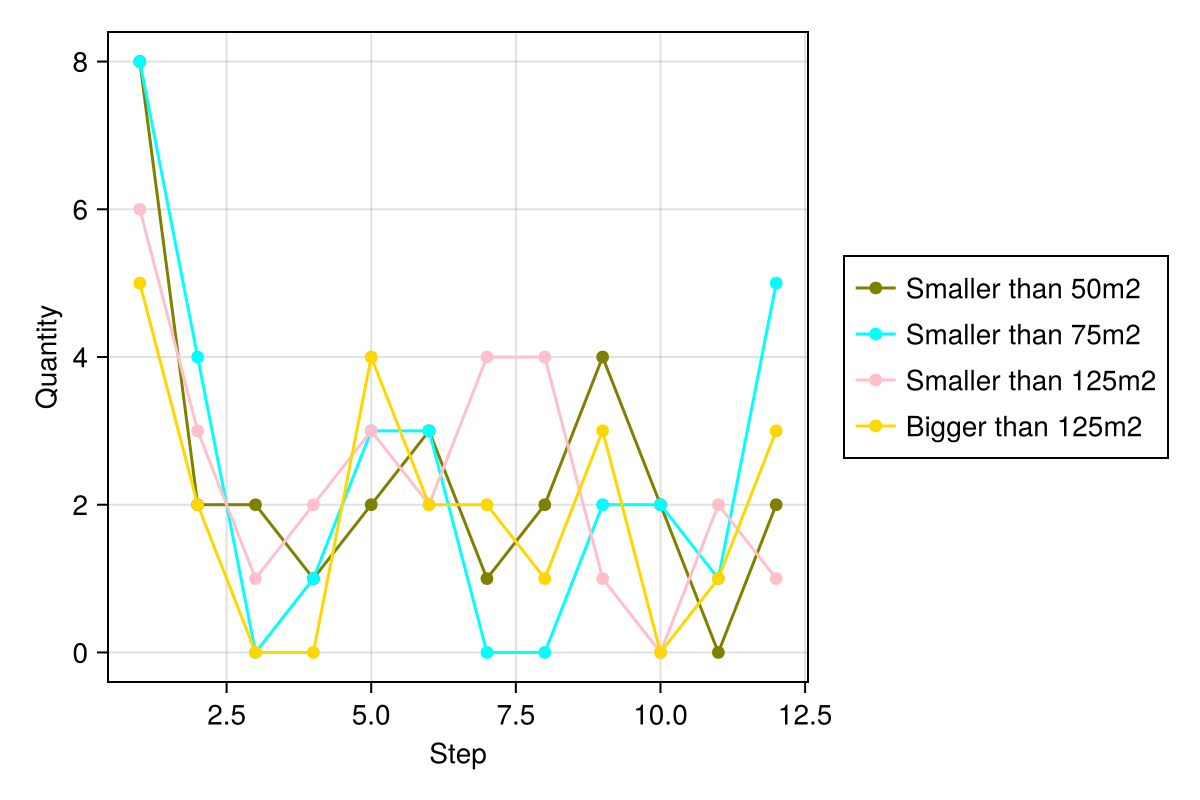 8
6
4
2
0
Quantity
2.5 5.0 7.5 10.0 12.5
Step
Smaller than 50m2
Smaller than 75m2
Smaller than 125m2
Bigger than 125m2